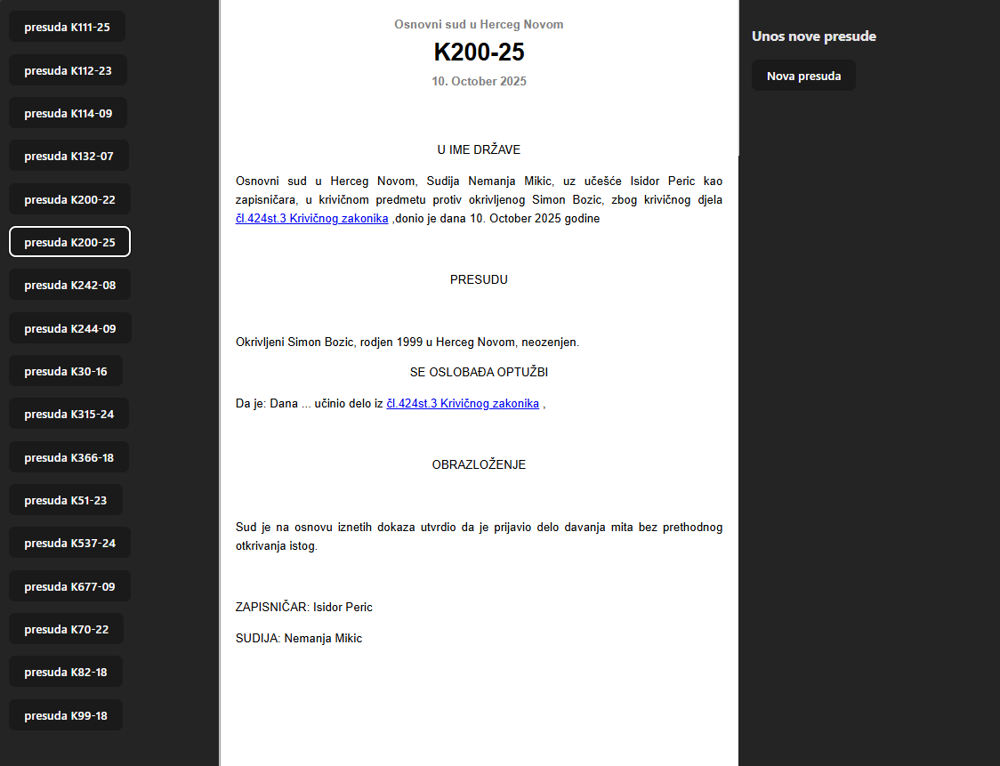 presuda K111-25
presuda K112-23
presuda K114-09
presuda K132-07
presuda K200-22
presuda K200-25
presuda K242-08
presuda K244-09
presuda K30-16
presuda K315-24
presuda K366-18
presuda K51-23
presuda K537-24
presuda K677-09
presuda K70-22
presuda K82-18
presuda K99-18
Osnovni sud u Herceg Novom
K200-25
10. October 2025
U IME DRŽAVE
Osnovni sud u Herceg Novom, Sudija Nemanja Mikic, uz učešće Isidor Peric kao
zapisničara, u krivičnom predmetu protiv okrivljenog Simon Bozic, zbog krivičnog djela
čl.424st.3 Krivičnog zakonika ,donio je dana 10. October 2025 godine
PRESUDU
Okrivljeni Simon Bozic, rodjen 1999 u Herceg Novom, neozenjen.
SE OSLOBAĐA OPTUŽBI
Da je: Dana ... učinio delo iz čl.424st.3 Krivičnog zakonika ,
OBRAZLOŽENJE
Sud je na osnovu iznetih dokaza utvrdio da je prijavio delo davanja mita bez prethodnog
otkrivanja istog.
ZAPISNIČAR: Isidor Peric
SUDIJA: Nemanja Mikic
Unos nove presude
Nova presuda